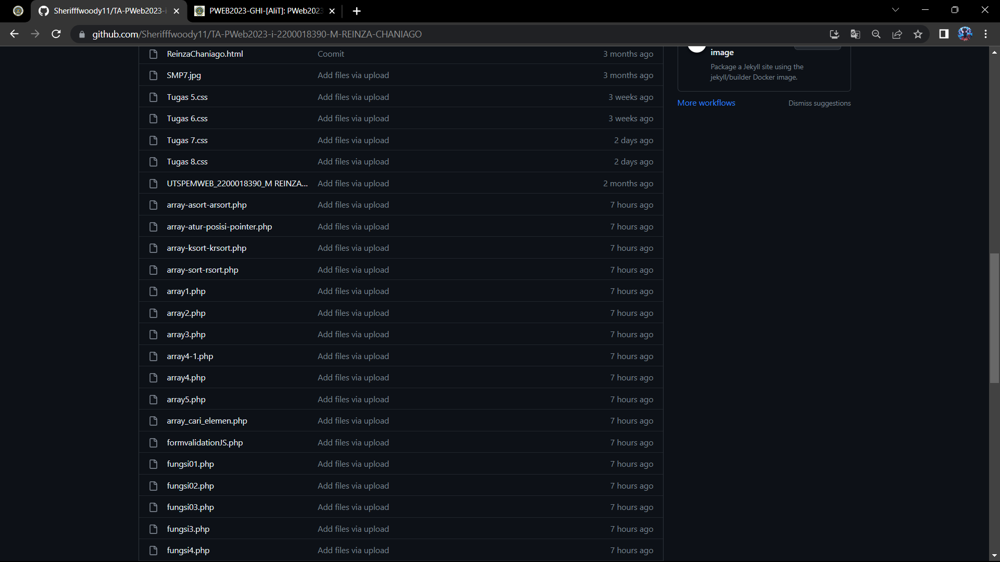 Sherifffwoody11/TA-PWeb2023-i
PWEB2023-GHI-[AliT]: PWeb2023
github.com/Sherifffwoody11/TA-PWeb2023-i-2200018390-M-REINZA-CHANIAGO
ReinzaChaniago.html Coomit 3 months ago
SMP7.jpg Add files via upload 3 months ago
Tugas 5.css Add files via upload 3 weeks ago
Tugas 6.css Add files via upload 3 weeks ago
Tugas 7.css Add files via upload 2 days ago
Tugas 8.css Add files via upload 2 days ago
UTSPEMWEB_2200018390_M REINZA... Add files via upload 2 months ago
array-asort-arsort.php Add files via upload 7 hours ago
array-atur-posisi-pointer.php Add files via upload 7 hours ago
array-ksort-krsort.php Add files via upload 7 hours ago
array-sort-rsort.php Add files via upload 7 hours ago
array1.php Add files via upload 7 hours ago
array2.php Add files via upload 7 hours ago
array3.php Add files via upload 7 hours ago
array4-1.php Add files via upload 7 hours ago
array4.php Add files via upload 7 hours ago
array5.php Add files via upload 7 hours ago
array_cari_elemen.php Add files via upload 7 hours ago
formvalidationJS.php Add files via upload 7 hours ago
fungsi01.php Add files via upload 7 hours ago
fungsi02.php Add files via upload 7 hours ago
fungsi03.php Add files via upload 7 hours ago
fungsi3.php Add files via upload 7 hours ago
fungsi4.php Add files via upload 7 hours ago
image
Package a Jekyll site using the
jekyll/builder Docker image.
More workflows
Dismiss suggestions